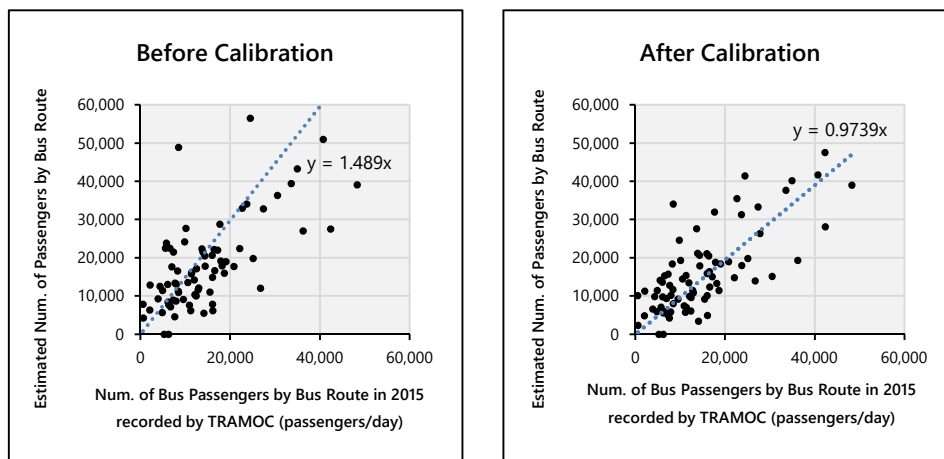 Before Calibration
Estimated Num. of Passengers by Bus Route
60,000
50,000
40,000
30,000
20,000
10,000
0
y = 1.489x
0 20,000 40,000 60,000
Num. of Bus Passengers by Bus Route in 2015
recorded by TRAMOC (passengers/day)
After Calibration
Estimated Num. of Passengers by Bus Route
60,000
50,000
40,000
30,000
20,000
10,000
0
y = 0.9739x
0 20,000 40,000 60,000
Num. of Bus Passengers by Bus Route in 2015
recorded by TRAMOC (passengers/day)